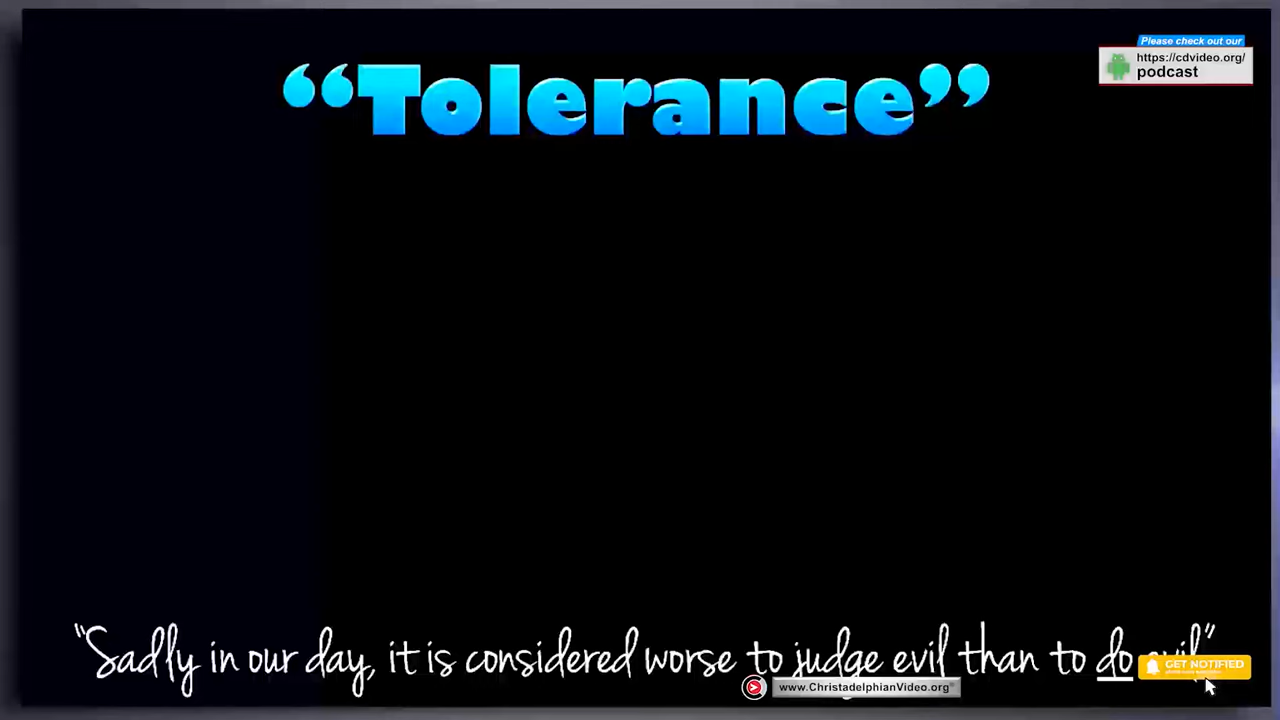 Please check out our
https://cdvideo.org/
podcast
“Tolerance”
“Sadly in our day, it is considered worse to judge evil than to do evil”
GET NOTIFIED
www.ChristadelphianVideo.org